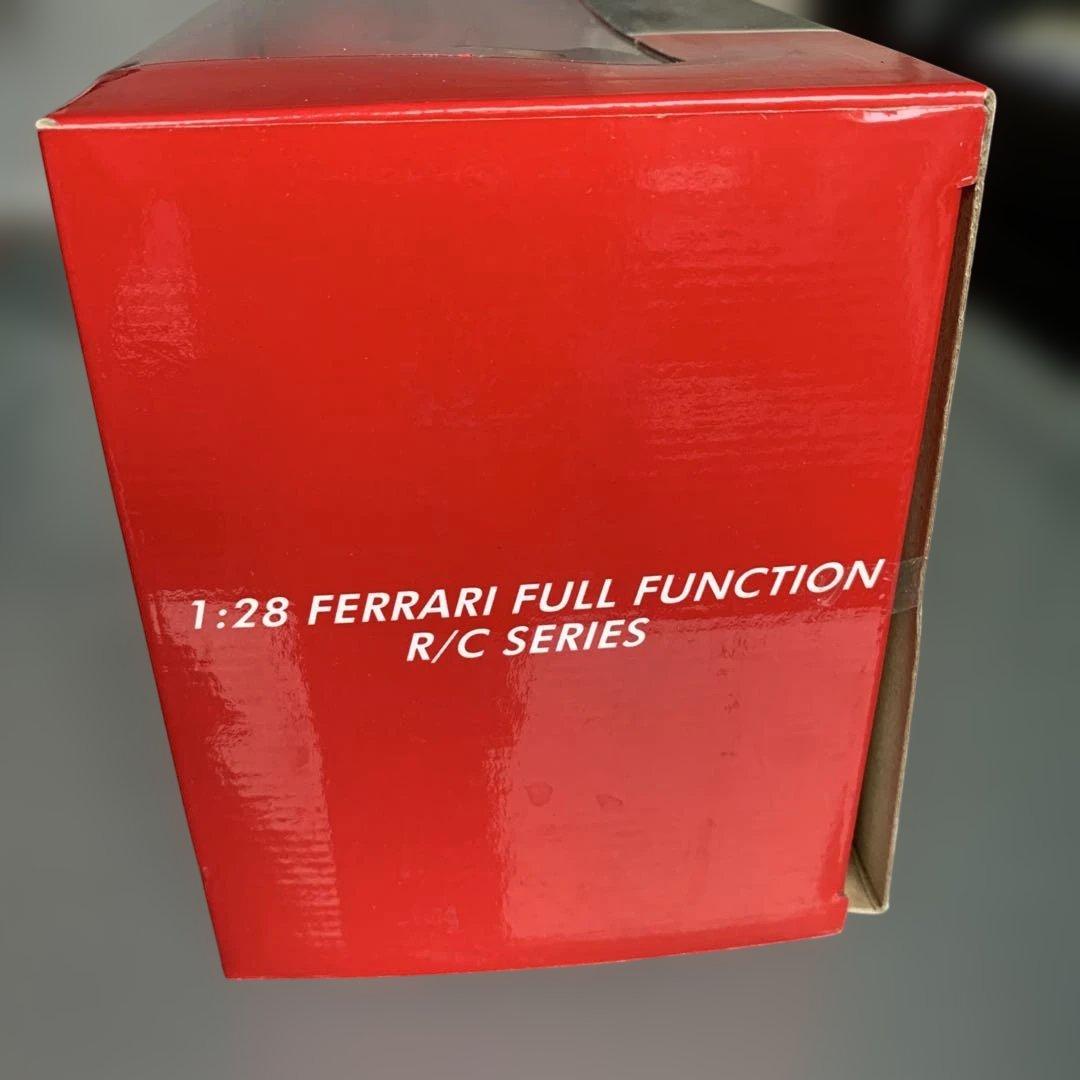 1:28 FERRARI FULL FUNCTION
R/C SERIES